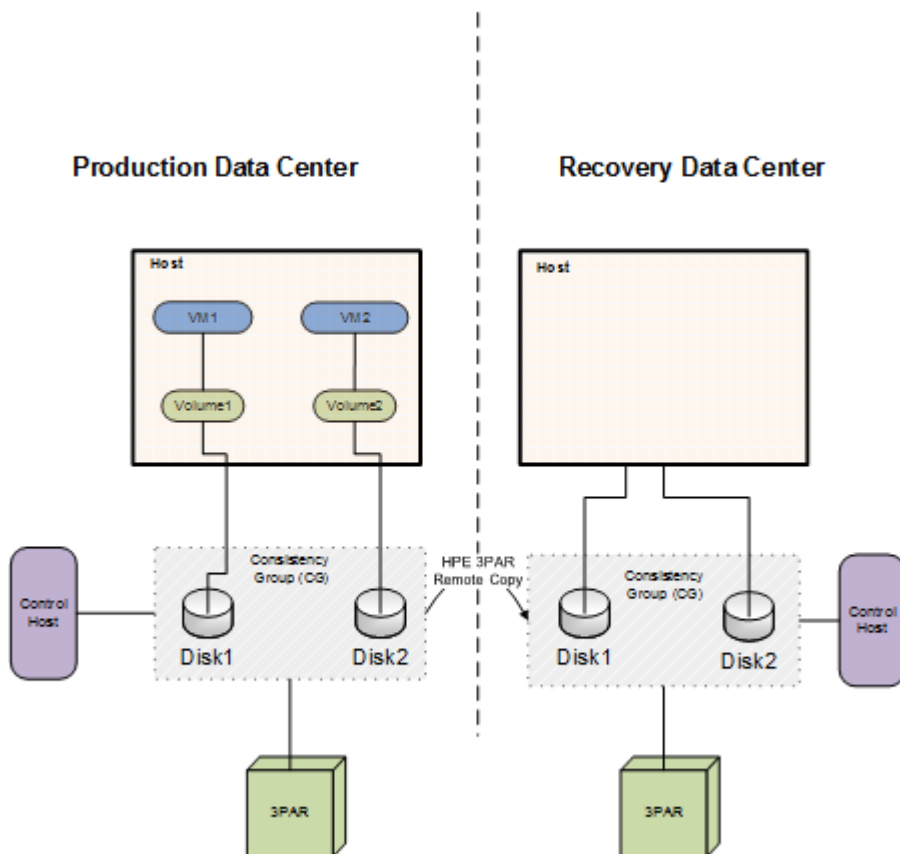 Production Data Center
Recovery Data Center
Host
VM1
VM2
Volume1
Volume2
Host
Consistency
Group (CG)
Control
Host
Disk1
Disk2
HPE 3PAR
Remote Copy
Consistency
Group (CG)
Disk1
Disk2
Control
Host
3PAR
3PAR